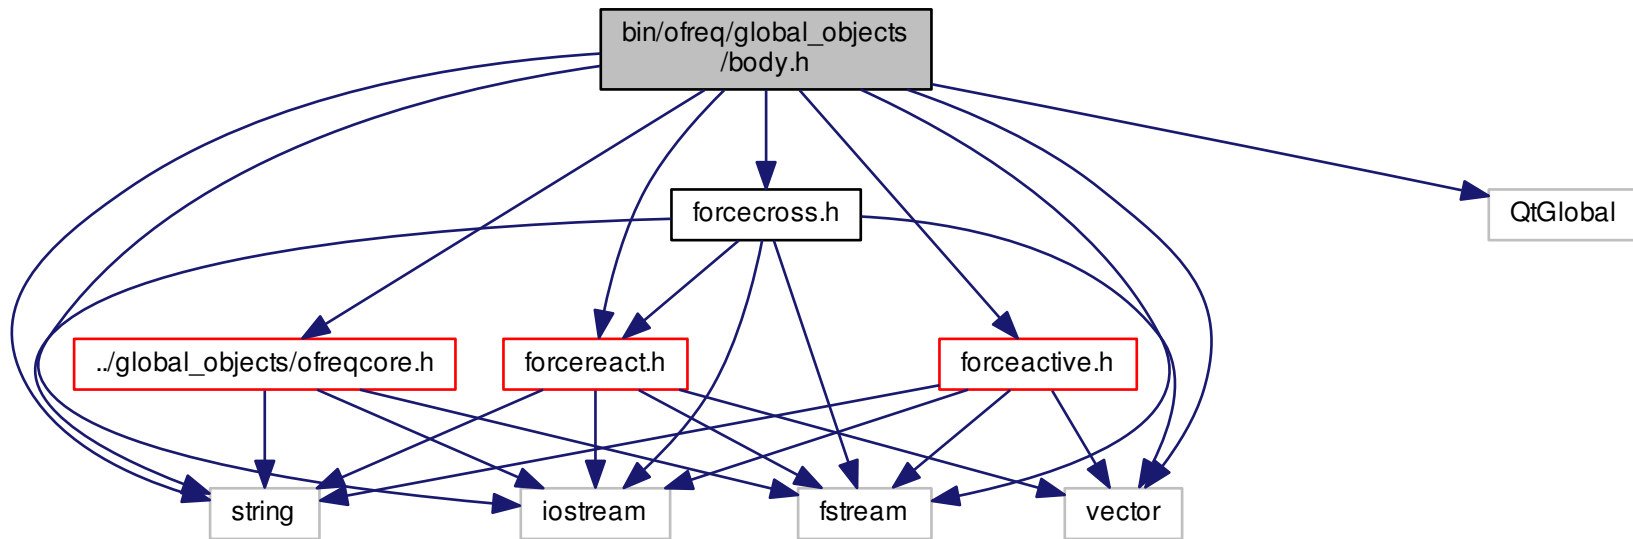 bin/ofreq/global_objects
/body.h
forcecross.h
QtGlobal
../global_objects/ofreqcore.h
forcereact.h
forceactive.h
string
iostream
fstream
vector